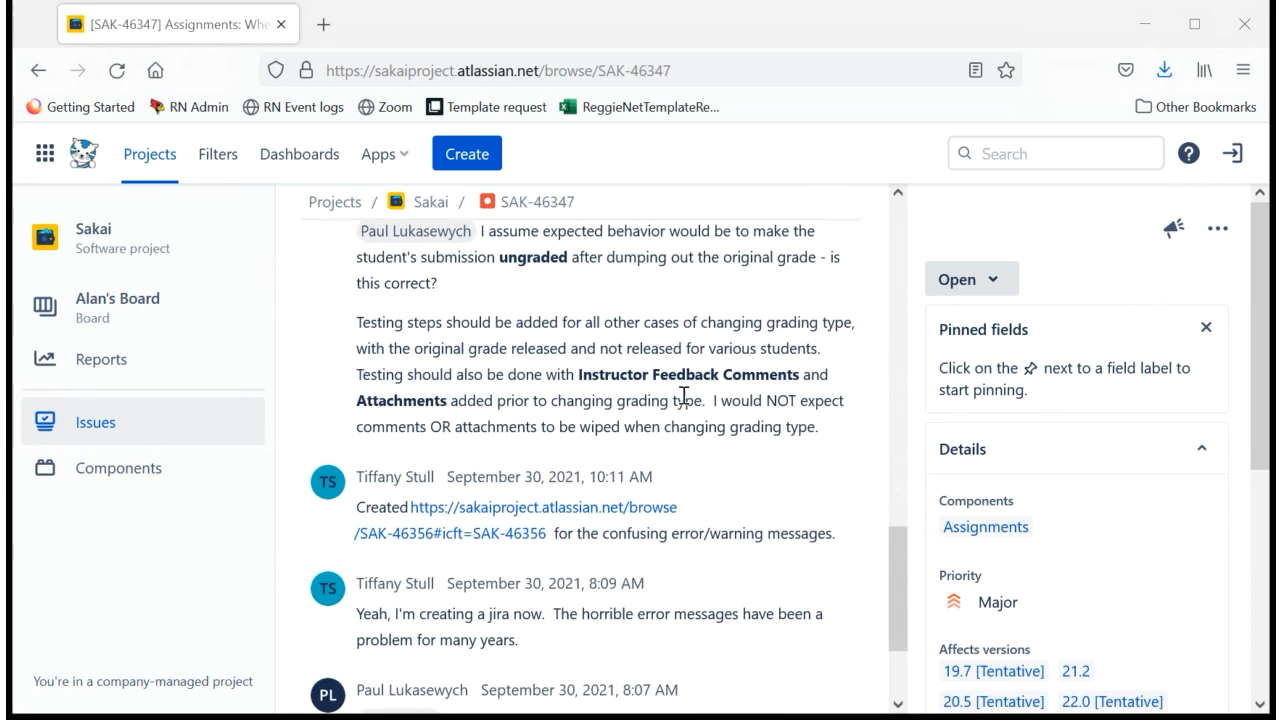 [SAK-46347] Assignments: Whe
https://sakaiproject.atlassian.net/browse/SAK-46347
Getting Started RN Admin RN Event logs Zoom Template request ReggieNetTemplateRe... Other Bookmarks
Projects Filters Dashboards Apps Create Search
Sakai
Software project
Alan's Board
Board
Reports
Issues
Components
You're in a company-managed project
Projects / Sakai / SAK-46347
Paul Lukasewych I assume expected behavior would be to make the
student's submission ungraded after dumping out the original grade - is
this correct?
Testing steps should be added for all other cases of changing grading type,
with the original grade released and not released for various students.
Testing should also be done with Instructor Feedback Comments and
Attachments added prior to changing grading type. I would NOT expect
comments OR attachments to be wiped when changing grading type.
TS Tiffany Stull September 30, 2021, 10:11 AM
Created https://sakaiproject.atlassian.net/browse
/SAK-46356#icft=SAK-46356 for the confusing error/warning messages.
TS Tiffany Stull September 30, 2021, 8:09 AM
Yeah, I'm creating a jira now. The horrible error messages have been a
problem for many years.
PL Paul Lukasewych September 30, 2021, 8:07 AM
Open
Pinned fields
Click on the next to a field label to
start pinning.
Details
Components
Assignments
Priority
Major
Affects versions
19.7 [Tentative] 21.2
20.5 [Tentative] 22.0 [Tentative]